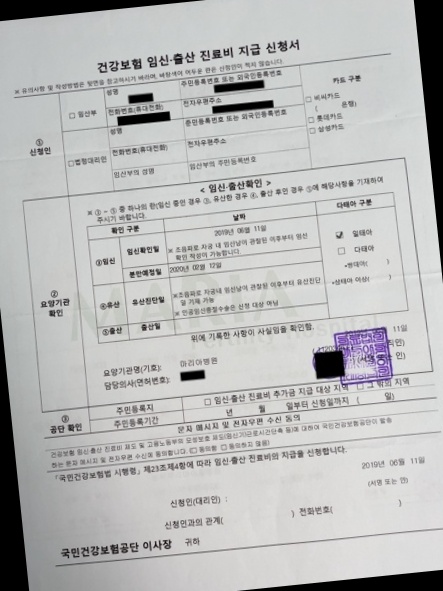 건강보험 임신·출산 진료비 지급 신청서
※ 유의사항 및 작성방법은 뒷면을 참고하시기 바라며, 바탕색이 어두운 란은 신청인이 적지 않습니다.
① 신청인
□ 임산부
성명
주민등록번호 또는 외국인등록번호
전화번호(휴대전화)
전자우편주소
□ 법정대리인
성명
주민등록번호 또는 외국인등록번호
전화번호(휴대전화)
전자우편주소
임산부의 성명
임산부의 주민등록번호
카드 구분
□ 비씨카드
( 은행)
□ 롯데카드
□ 삼성카드
② 요양기관 확인
< 임신·출산확인 >
※ ③ ~ ⑤ 중 하나의 란(임신 중인 경우 ③, 유산한 경우 ④, 출산 후인 경우 ⑤에 해당사항을 기재하여
주시기 바랍니다.
확인 구분
날짜
다태아 구분
③임신
임신확인일
2019년 06월 11일
※ 초음파로 자궁 내 임신낭이 관찰된 이후부터 임신
확인 작성이 가능합니다.
분만예정일
2020년 02월 12일
④유산
유산진단일
※초음파로 자궁내 임신낭이 관찰된 이후부터 유산진단
일 기재 가능
※ 인공임신중절수술은 신청 대상 아님
⑤출산
출산일
☑ 일태아
□ 다태아
위에 기록한 사항이 사실임을 확인함.
11일
요양기관명(기호):
마리아병원
담당의사(면허번호):
(서명 또는 인)
③ 공단 확인
주민등록지
□ 임신·출산 진료비 추가금 지급 대상 지역 □ 그 밖의 지역
주민등록기간
년 월 일부터 신청일까지 ( 일)
문자 메시지 및 전자우편 수신 동의
건강보험 임신·출산 진료비 제도 및 고용노동부의 모성보호 제도(출산전후휴가, 근로시간단축 등)에 대하여 국민건강보험공단이 발송
하는 문자 메시지 및 전자우편 수신에 동의합니다. (□ 동의함 □ 동의하지 않음)
「국민건강보험법 시행령」 제23조제4항에 따라 임신·출산 진료비의 지급을 신청합니다.
2019년 06월 11일
신청인(대리인) :
(서명 또는 인)
신청인과의 관계( ) 전화번호( )
국민건강보험공단 이사장 귀하